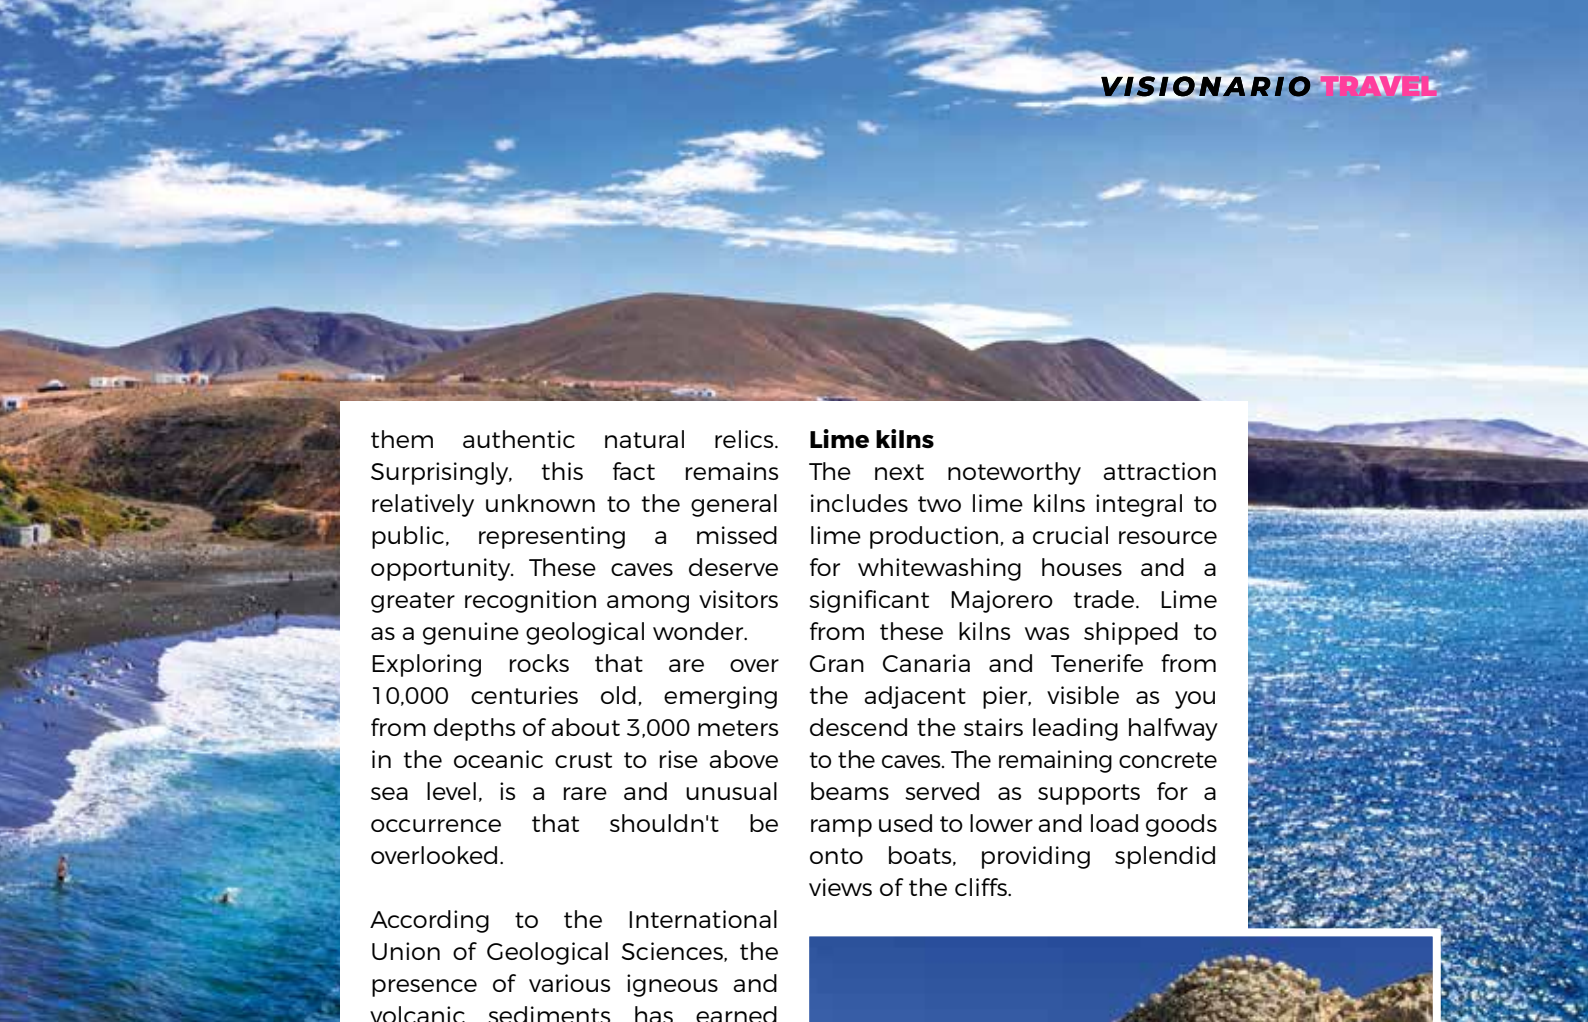 VISIONARIO TRAVEL
them authentic natural relics.
Surprisingly, this fact remains
relatively unknown to the general
public, representing a missed
opportunity. These caves deserve
greater recognition among visitors
as a genuine geological wonder.
Exploring rocks that are over
10,000 centuries old, emerging
from depths of about 3,000 meters
in the oceanic crust to rise above
sea level, is a rare and unusual
occurrence that shouldn't be
overlooked.
According to the International
Union of Geological Sciences, the
presence of various igneous and
volcanic sediments has earned
Lime kilns
The next noteworthy attraction
includes two lime kilns integral to
lime production, a crucial resource
for whitewashing houses and a
significant Majorero trade. Lime
from these kilns was shipped to
Gran Canaria and Tenerife from
the adjacent pier, visible as you
descend the stairs leading halfway
to the caves. The remaining concrete
beams served as supports for a
ramp used to lower and load goods
onto boats, providing splendid
views of the cliffs.